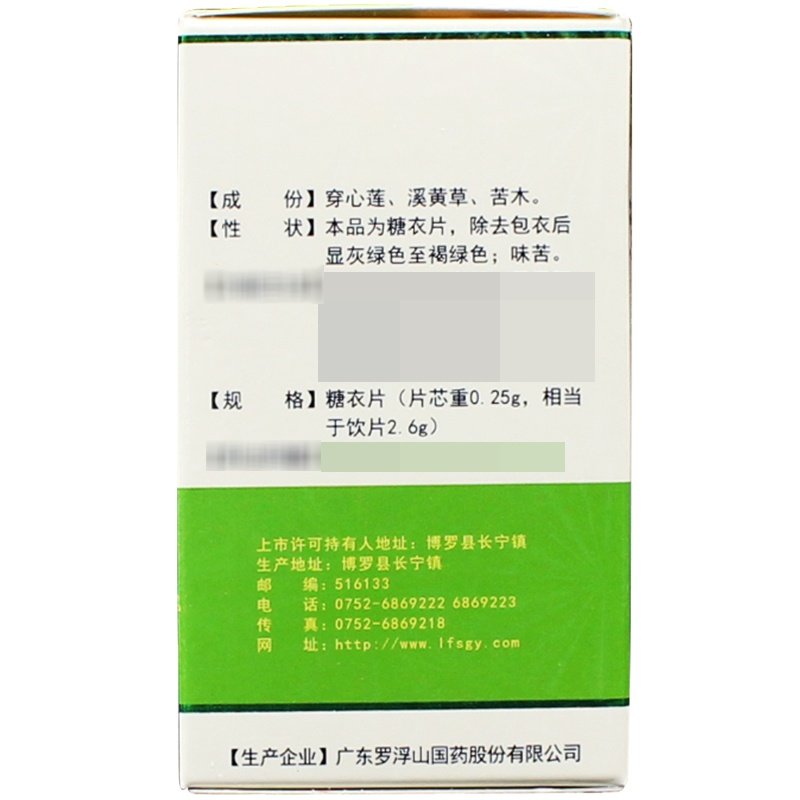 【成　　份】穿心莲、溪黄草、苦木。
【性　　状】本品为糖衣片，除去包衣后
显灰绿色至褐绿色；味苦。
【规　　格】糖衣片（片芯重0.25g，相当
于饮片2.6g）
上市许可持有人地址：博罗县长宁镇
生产地址：博罗县长宁镇
邮　　编：516133
电　　话：0752-6869222 6869223
传　　真：0752-6869218
网　　址：http://www.lfsgy.com
【生产企业】广东罗浮山国药股份有限公司